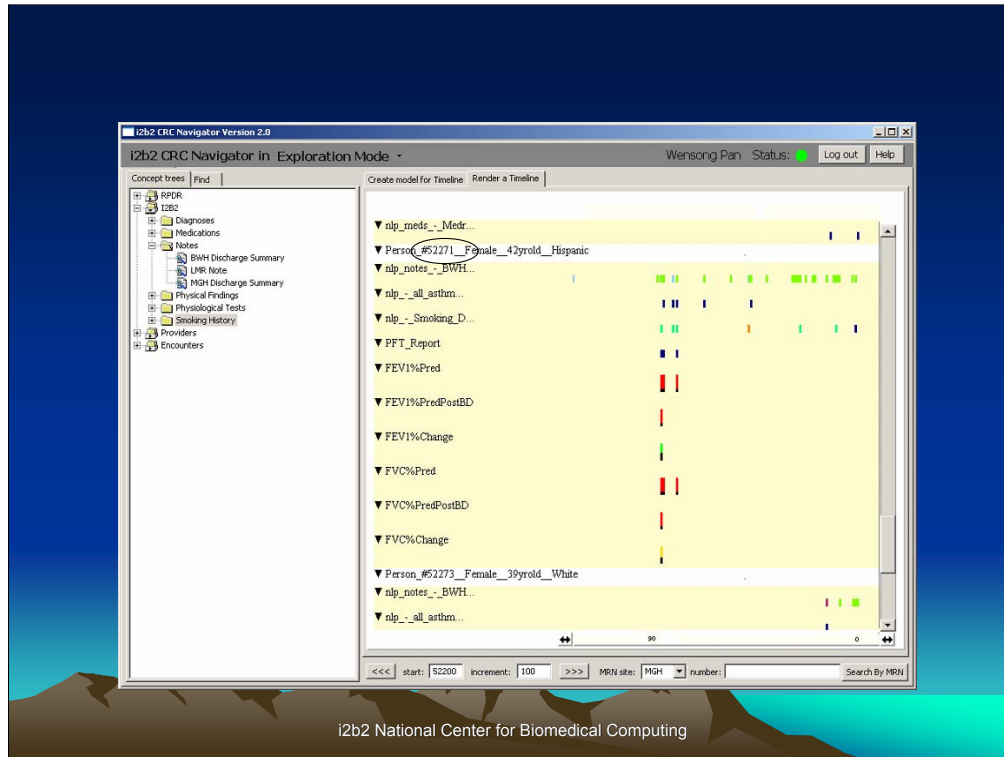 i2b2 CRC Navigator Version 2.0
i2b2 CRC Navigator in Exploration Mode
Wensong Pan Status: Log out Help
Concept trees Find
Create model for Timeline Render a Timeline
RPDR
I2B2
Diagnoses
Medications
Notes
BWH Discharge Summary
LMR Note
MGH Discharge Summary
Physical Findings
Physiological Tests
Smoking History
Providers
Encounters
nlp_meds_-_Medr...
Person_#52271__Female__42yrold__Hispanic
nlp_notes_-_BWH...
nlp_-_all_asthm...
nlp_-_Smoking_D...
PFT_Report
FEV1%Pred
FEV1%PredPostBD
FEV1%Change
FVC%Pred
FVC%PredPostBD
FVC%Change
Person_#52273__Female__39yrold__White
nlp_notes_-_BWH...
nlp_-_all_asthm...
90 0
<<< start: 52200 increment: 100 >>> MRN site: MGH number: Search By MRN
i2b2 National Center for Biomedical Computing